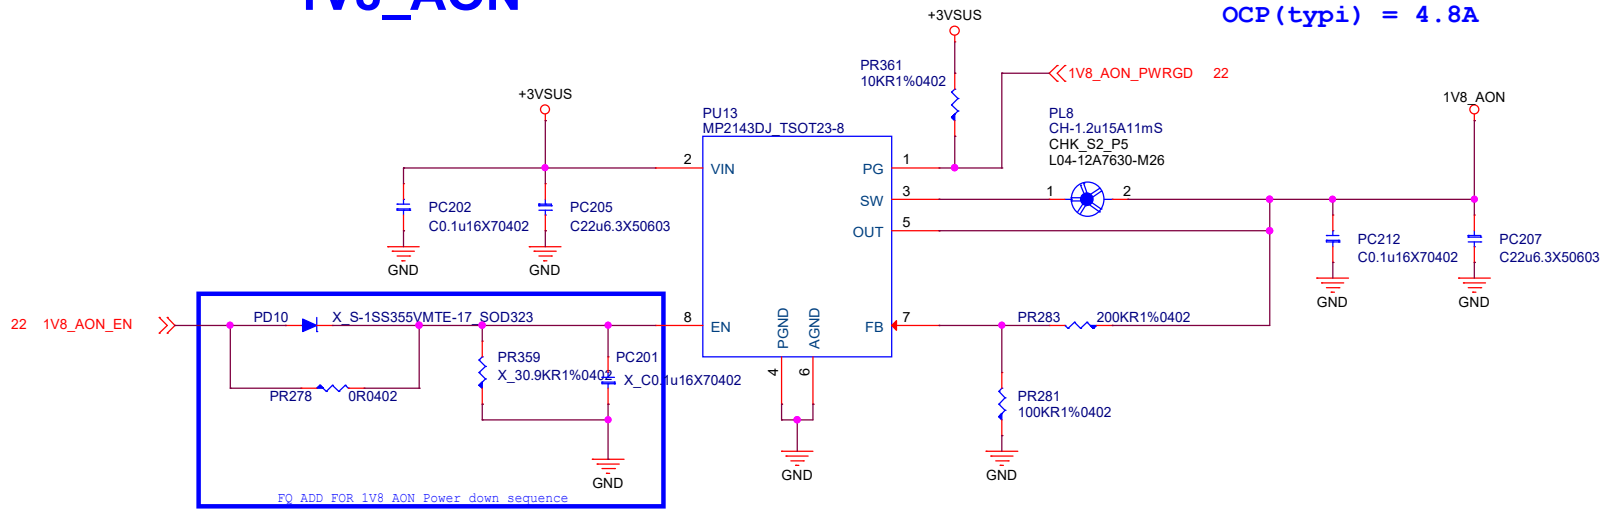 1V8_AON
OCP(typi) = 4.8A
+3VSUS
PR361
10KR1%0402
1V8_AON_PWRGD 22
+3VSUS
1V8_AON
PU13
MP2143DJ_TSOT23-8
PL8
CH-1.2u15A11mS
CHK_S2_P5
L04-12A7630-M26
2 VIN
PG 1
SW 3
1 2
OUT 5
PC202
C0.1u16X70402
PC205
C22u6.3X50603
PC212
C0.1u16X70402
PC207
C22u6.3X50603
GND
GND
GND
GND
22 1V8_AON_EN
PD10 X_S-1SS355VMTE-17_SOD323
8 EN
PGND
AGND
FB 7
PR283 200KR1%0402
PR359
X_30.9KR1%0402
PC201
X_C0.1u16X70402
4
6
PR278 0R0402
PR281
100KR1%0402
GND
GND
GND
FQ ADD FOR 1V8 AON Power down sequence